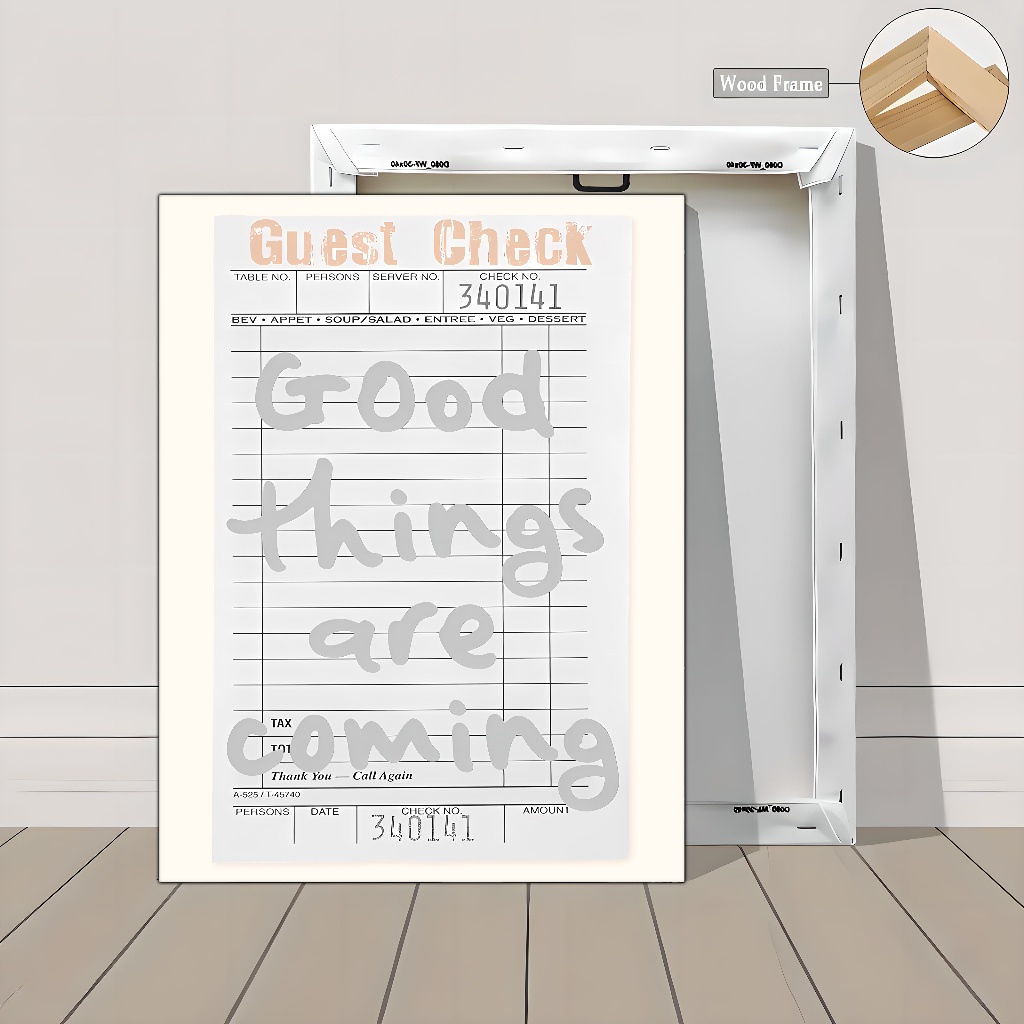 Wood Frame
Guest Check
TABLE NO. PERSONS SERVER NO. CHECK NO.
340141
BEV • APPET • SOUP/SALAD • ENTREE • VEG • DESSERT
Good
things
are
coming
TAX
TOT
Thank You — Call Again
A-525 / T-45740
PERSONS DATE CHECK NO. AMOUNT
340141